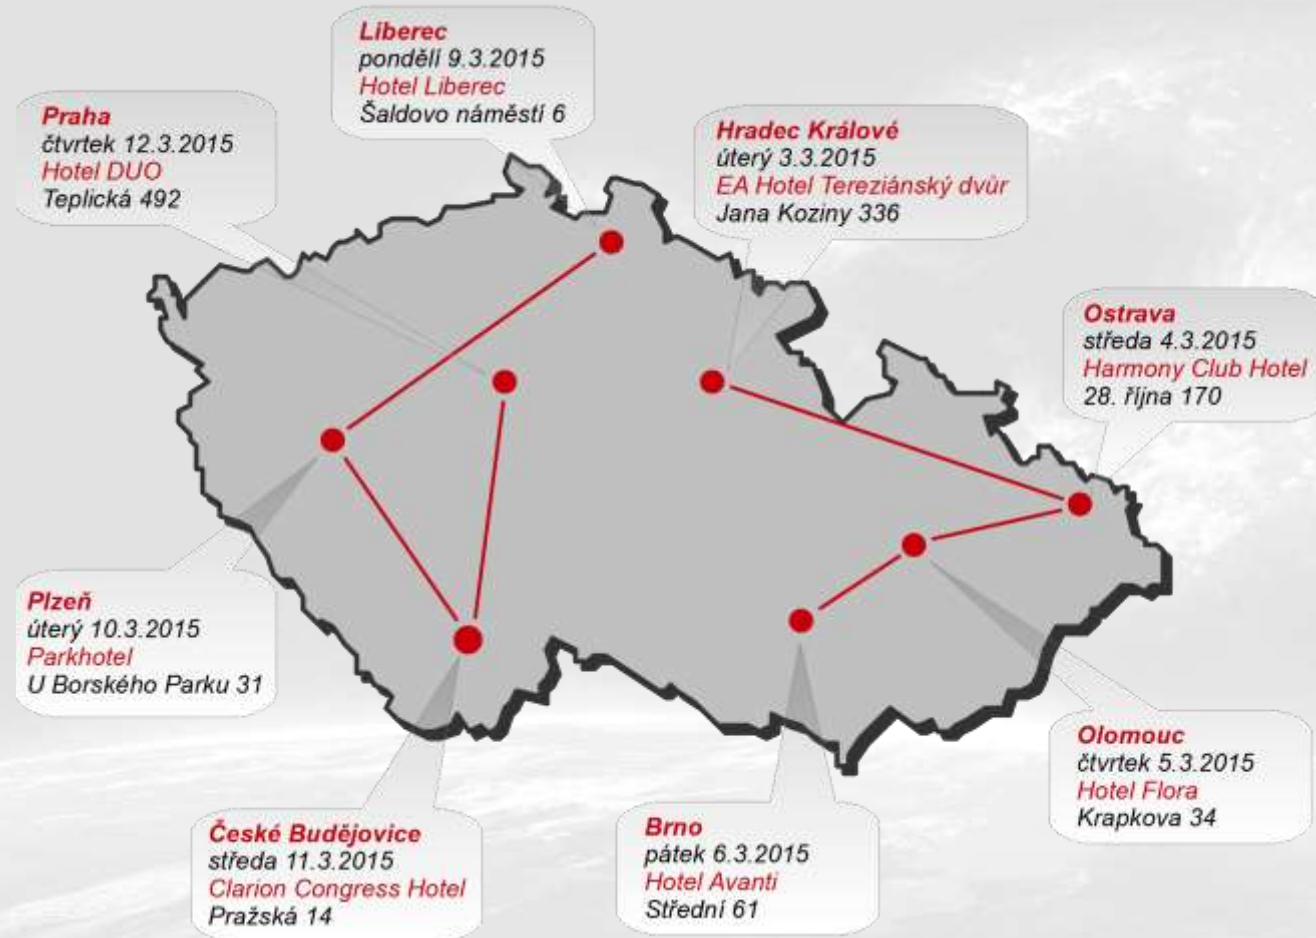 Liberec
pondělí 9.3.2015
Hotel Liberec
Šaldovo náměstí 6
Praha
čtvrtek 12.3.2015
Hotel DUO
Teplická 492
Hradec Králové
úterý 3.3.2015
EA Hotel Tereziánský dvůr
Jana Koziny 336
Ostrava
středa 4.3.2015
Harmony Club Hotel
28. října 170
Plzeň
úterý 10.3.2015
Parkhotel
U Borského Parku 31
Olomouc
čtvrtek 5.3.2015
Hotel Flora
Krapkova 34
České Budějovice
středa 11.3.2015
Clarion Congress Hotel
Pražská 14
Brno
pátek 6.3.2015
Hotel Avanti
Střední 61